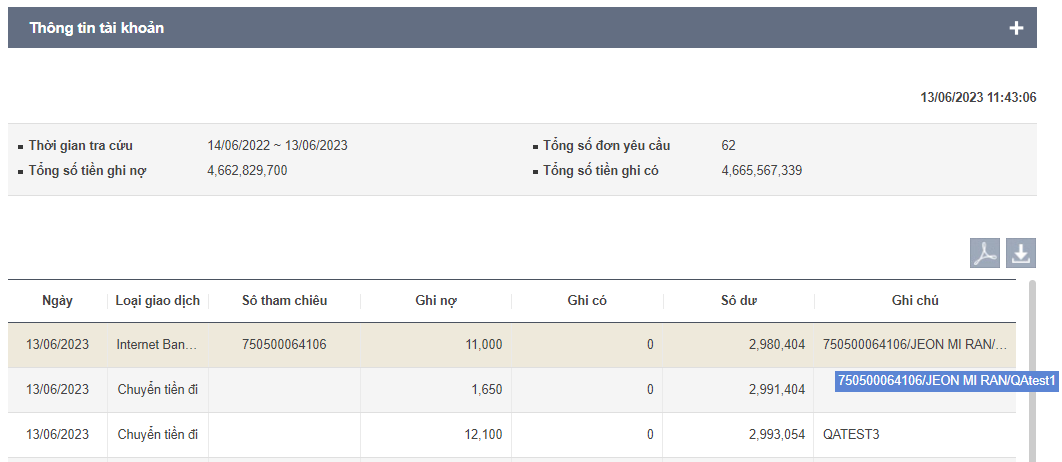 Thông tin tài khoản
13/06/2023 11:43:06
Thời gian tra cứu 14/06/2022 ~ 13/06/2023 Tổng số đơn yêu cầu 62
Tổng số tiền ghi nợ 4,662,829,700 Tổng số tiền ghi có 4,665,567,339
Ngày Loại giao dịch Số tham chiếu Ghi nợ Ghi có Số dư Ghi chú
13/06/2023 Internet Ban... 750500064106 11,000 0 2,980,404 750500064106/JEON MI RAN/...
750500064106/JEON MI RAN/QAtest1
13/06/2023 Chuyển tiền đi 1,650 0 2,991,404
13/06/2023 Chuyển tiền đi 12,100 0 2,993,054 QATEST3